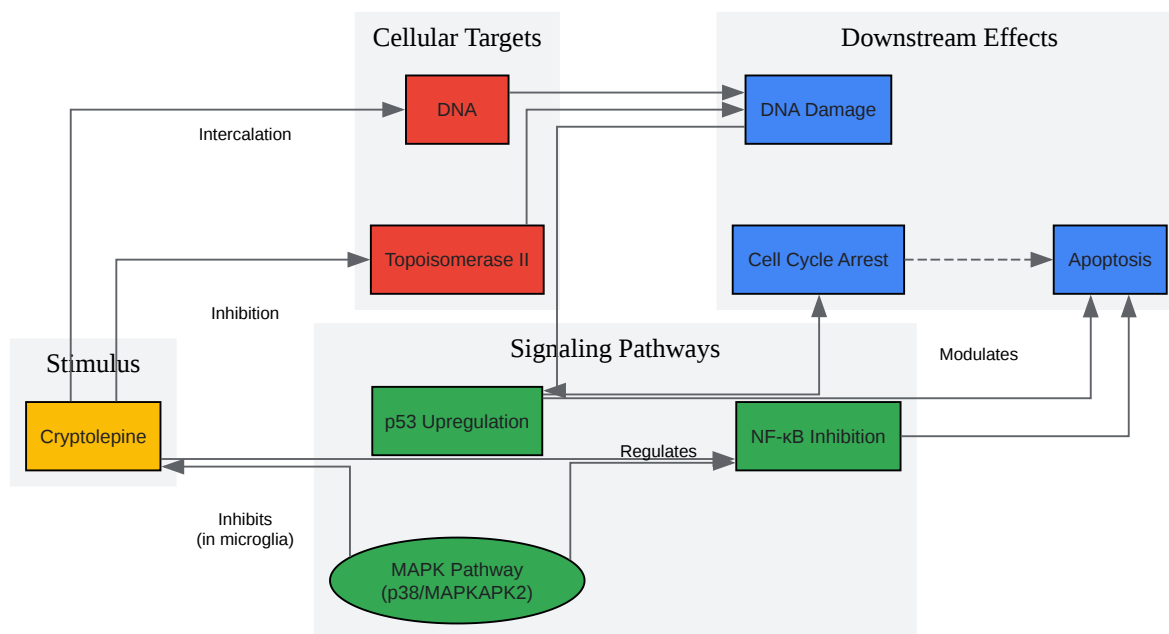 Cellular Targets
Downstream Effects
DNA
DNA Damage
Intercalation
Topoisomerase II
Cell Cycle Arrest
Apoptosis
Inhibition
Signaling Pathways
Modulates
Stimulus
p53 Upregulation
Cryptolepine
NF-κB Inhibition
Regulates
Inhibits
(in microglia)
MAPK Pathway
(p38/MAPKAPK2)